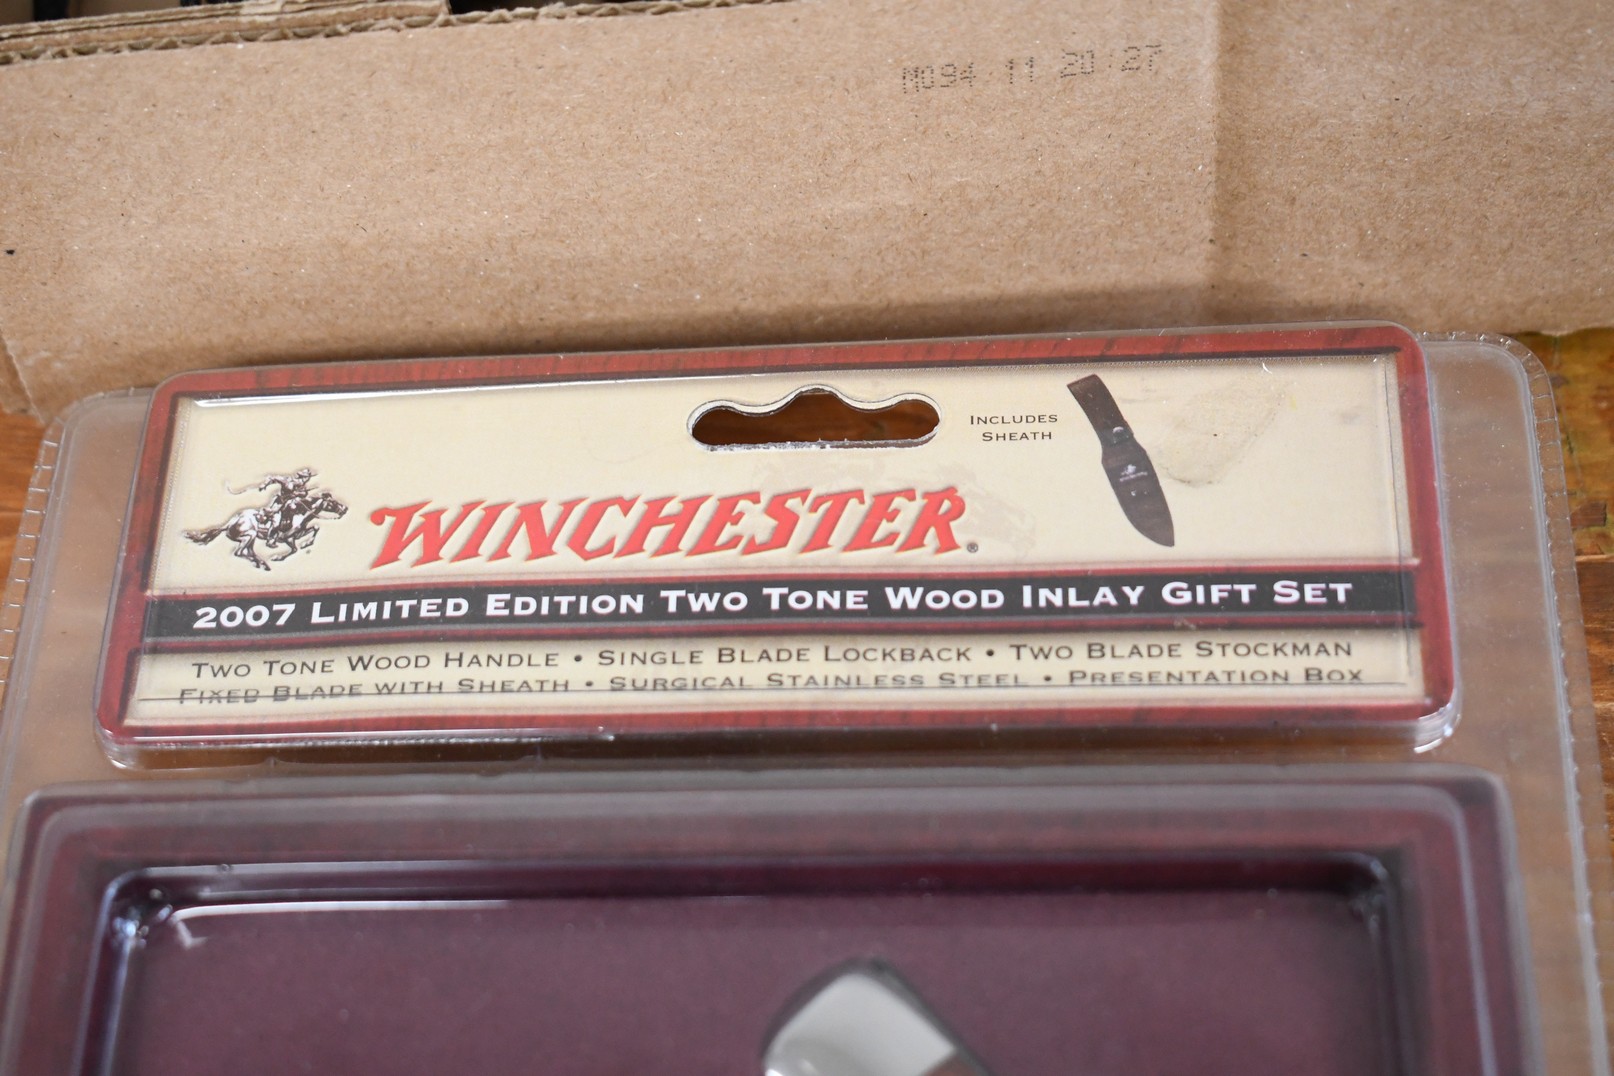 M094 11 20:27
INCLUDES
SHEATH
WINCHESTER®
2007 LIMITED EDITION TWO TONE WOOD INLAY GIFT SET
TWO TONE WOOD HANDLE • SINGLE BLADE LOCKBACK • TWO BLADE STOCKMAN
FIXED BLADE WITH SHEATH • SURGICAL STAINLESS STEEL • PRESENTATION BOX